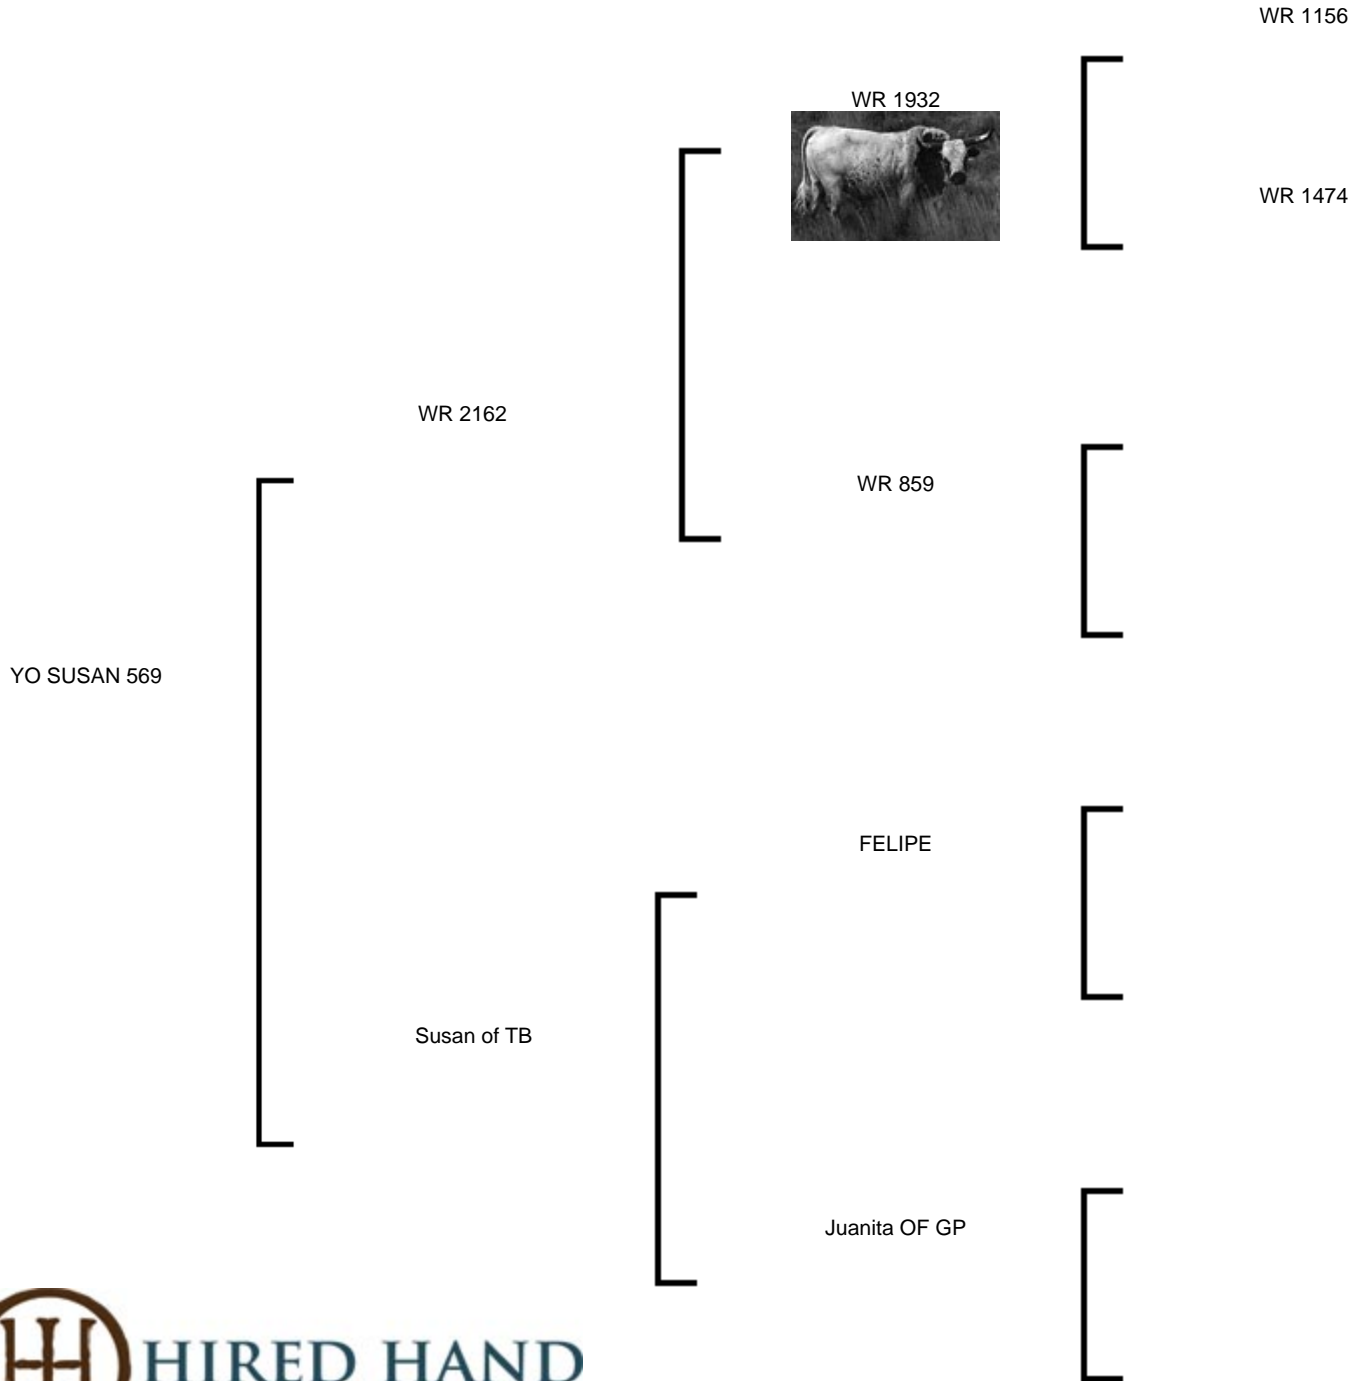 WR 1156
WR 1932
WR 1474
WR 2162
WR 859
YO SUSAN 569
FELIPE
Susan of TB
Juanita OF GP
HIRED HAND